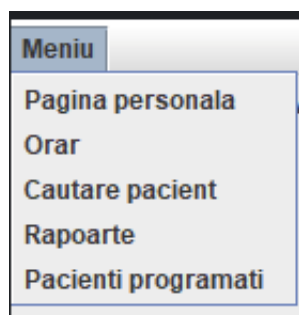 Meniu
Pagina personala
Orar
Cautare pacient
Rapoarte
Pacienti programati